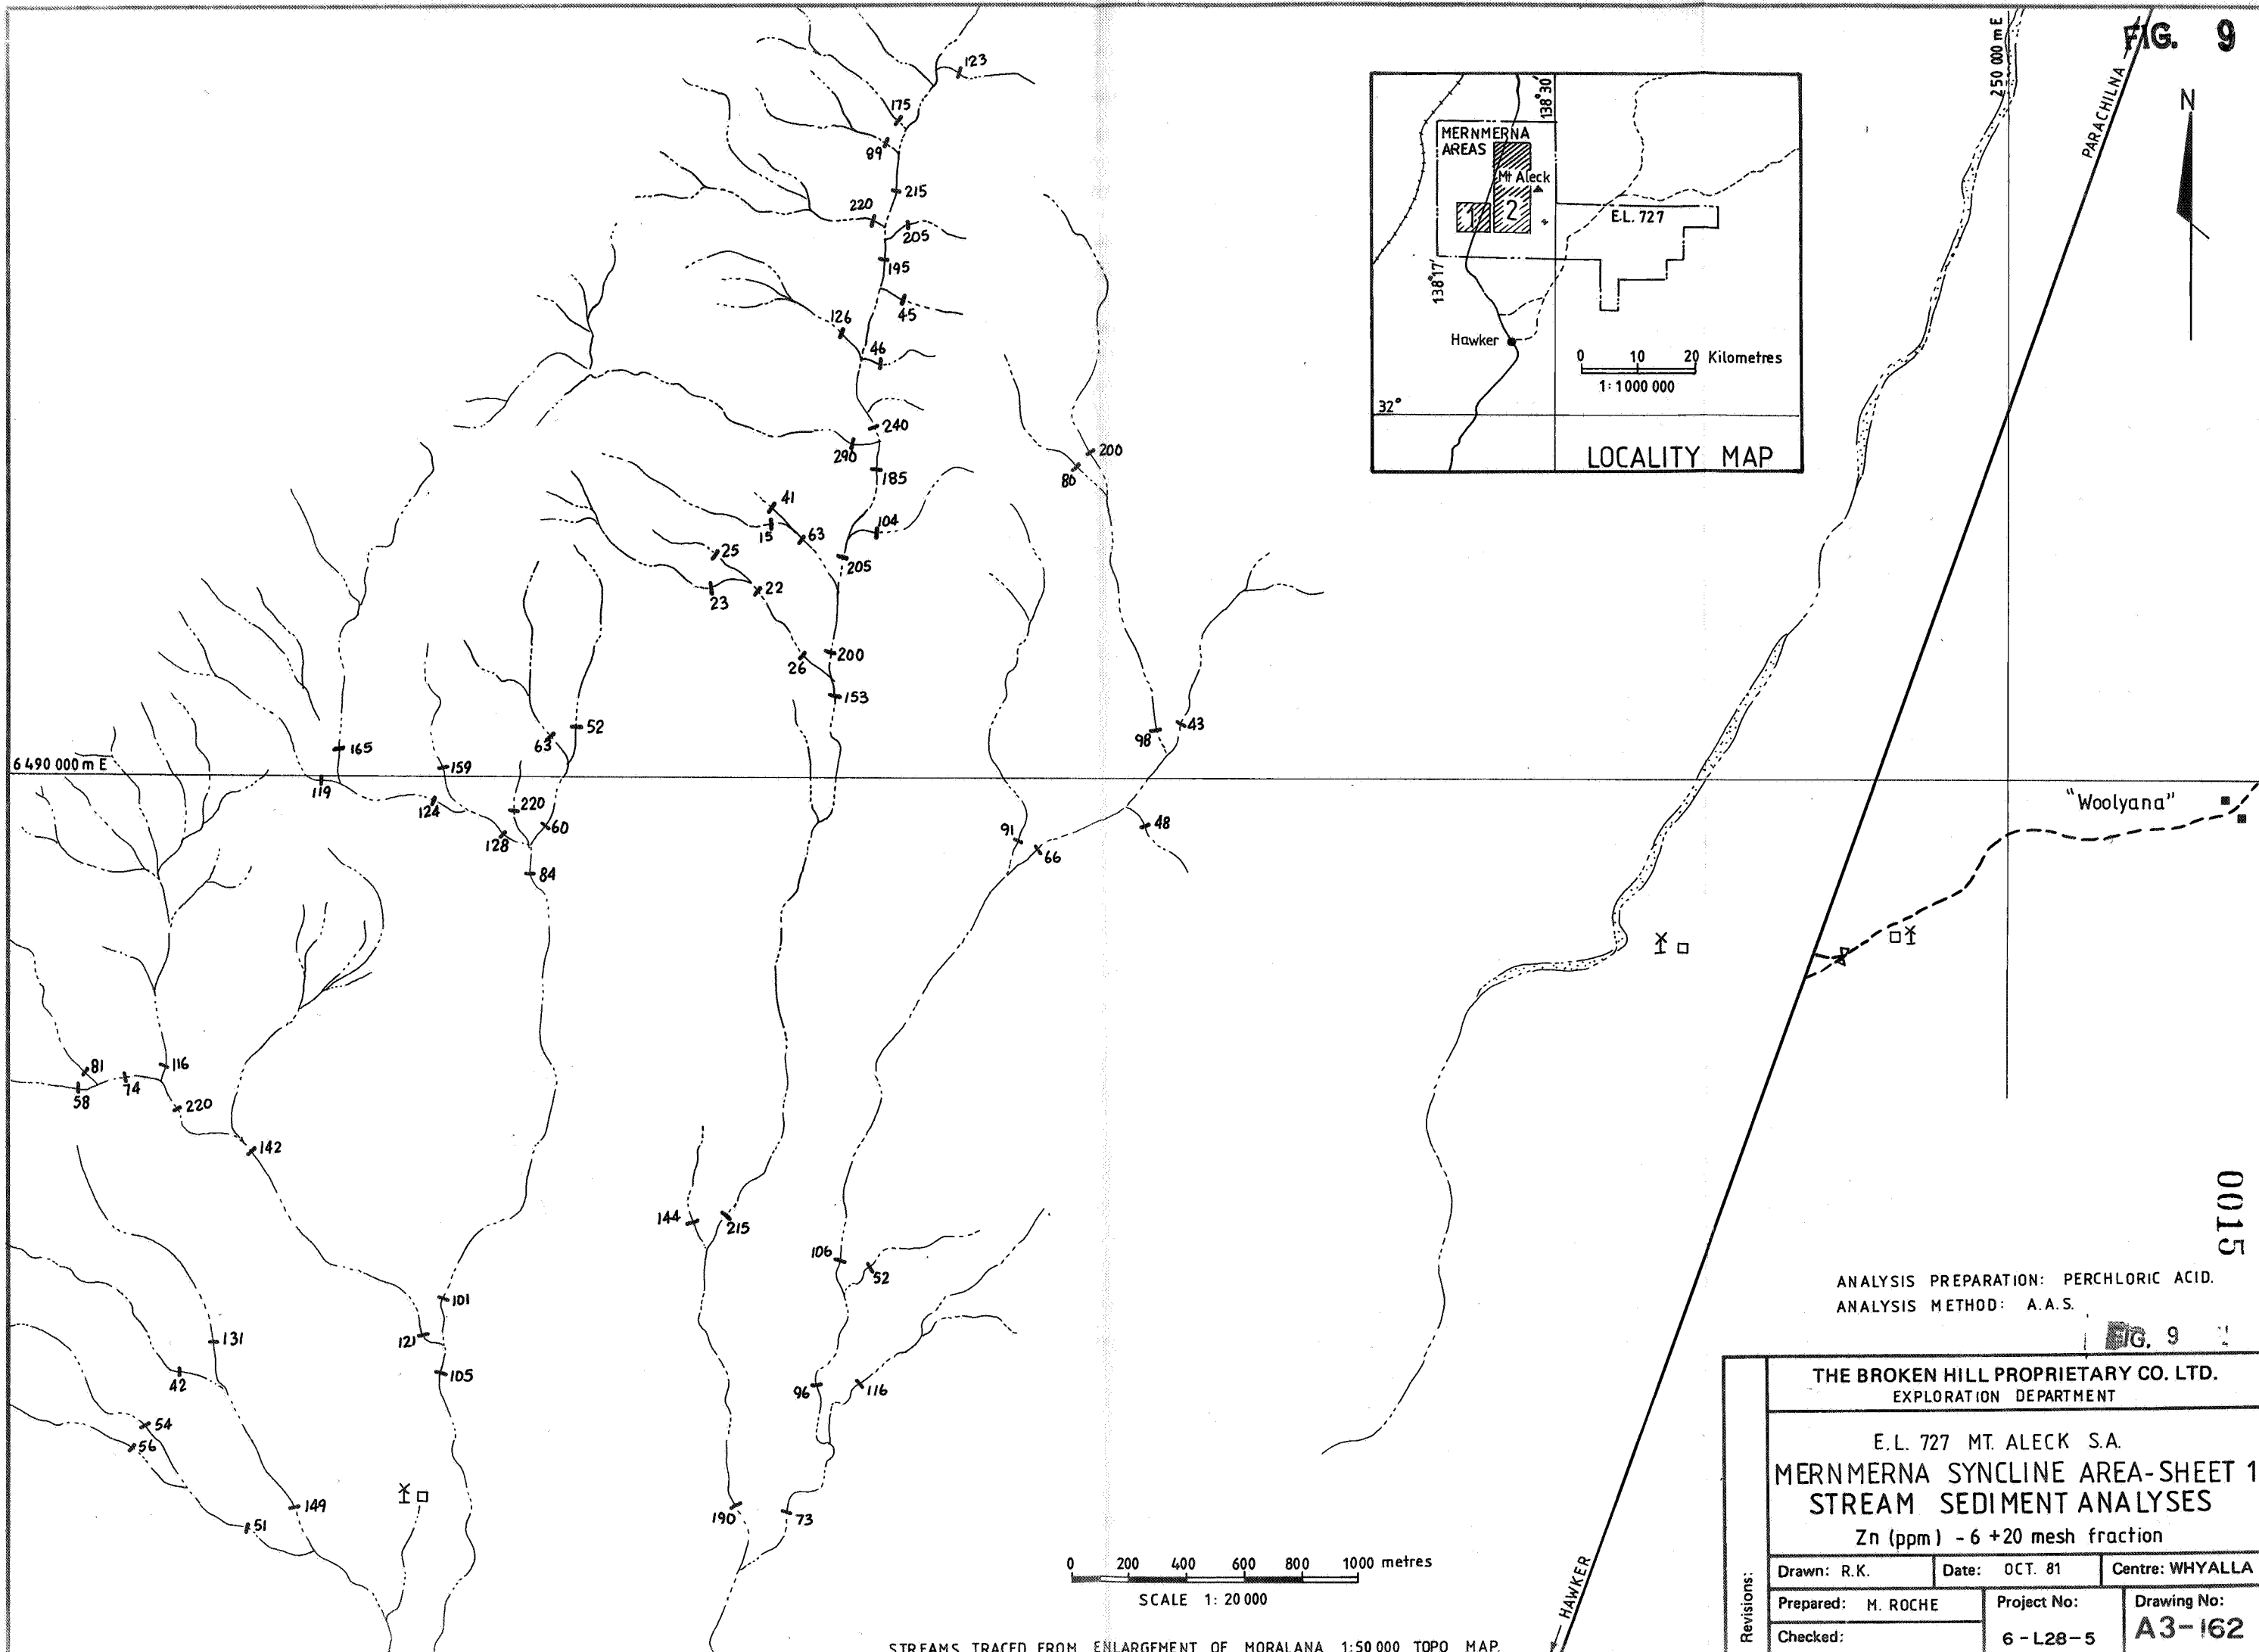 FIG. 9
250 000 m E
PARACHILNA
N
123
175
89
215
220
205
195
45
126
46
240
290
185
200
80
41
15
63
104
25
205
23
22
26
200
153
52
63
98
43
165
159
6 490 000 m E
119
124
220
60
128
84
91
66
48
81
116
74
58
220
142
144
215
106
52
101
131
121
105
42
96
116
54
56
149
51
190
73
MERNMERNA
AREAS
138°30'
Mt Aleck
1
2
E.L. 727
138°17'
Hawker
0 10 20 Kilometres
1: 1 000 000
32°
LOCALITY MAP
"Woolyana"
0015
ANALYSIS PREPARATION: PERCHLORIC ACID.
ANALYSIS METHOD: A.A.S.
FIG. 9
THE BROKEN HILL PROPRIETARY CO. LTD.
EXPLORATION DEPARTMENT
E.L. 727 MT. ALECK S.A.
MERNMERNA SYNCLINE AREA-SHEET 1
STREAM SEDIMENT ANALYSES
Zn (ppm) - 6 +20 mesh fraction
Revisions:
Drawn: R.K. Date: OCT. 81 Centre: WHYALLA
Prepared: M. ROCHE Project No: Drawing No:
Checked: 6 - L28-5 A3-162
0 200 400 600 800 1000 metres
SCALE 1: 20 000
HAWKER
STREAMS TRACED FROM ENLARGEMENT OF MORALANA 1:50 000 TOPO MAP.